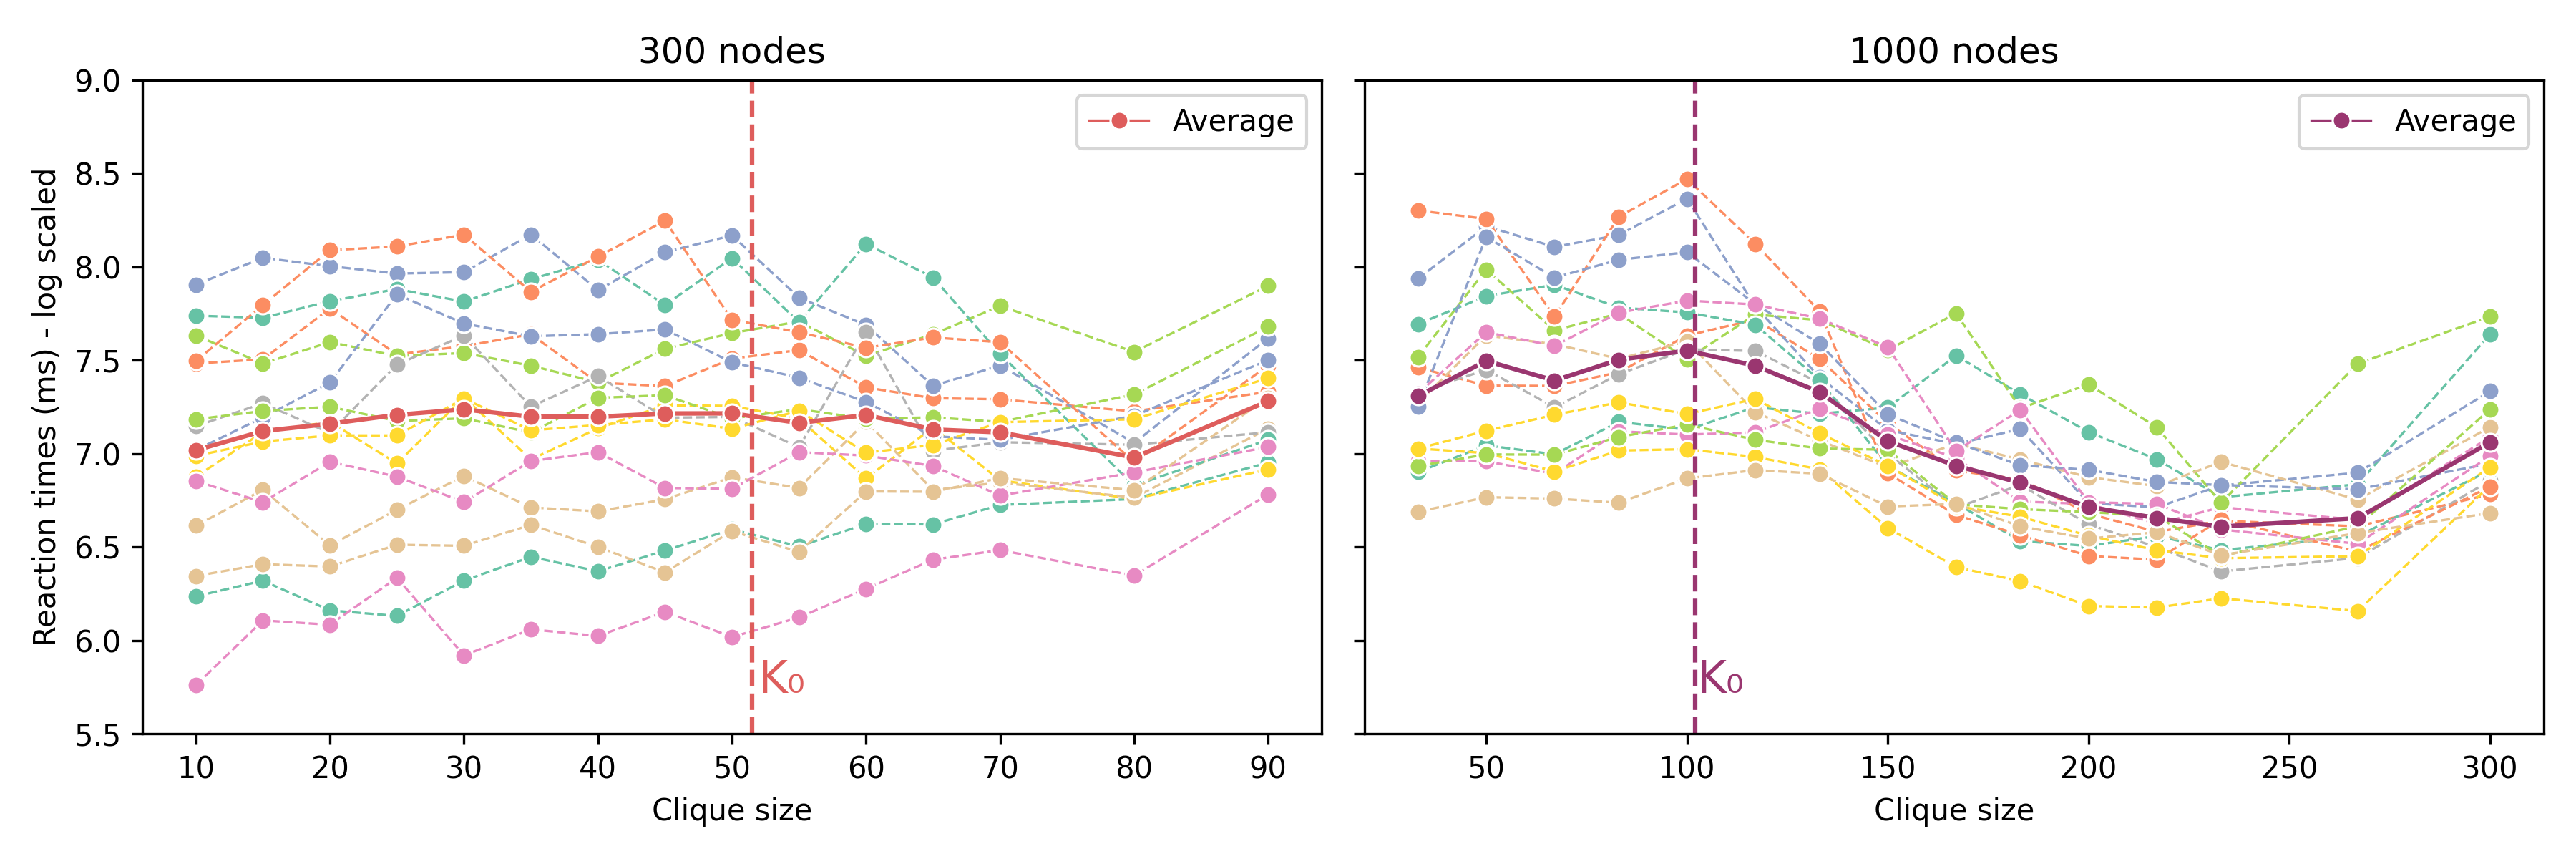 300 nodes
1000 nodes
Reaction times (ms) - log scaled
9.0
8.5
8.0
7.5
7.0
6.5
6.0
5.5
Average
K₀
10 20 30 40 50 60 70 80 90
Clique size
Average
K₀
50 100 150 200 250 300
Clique size